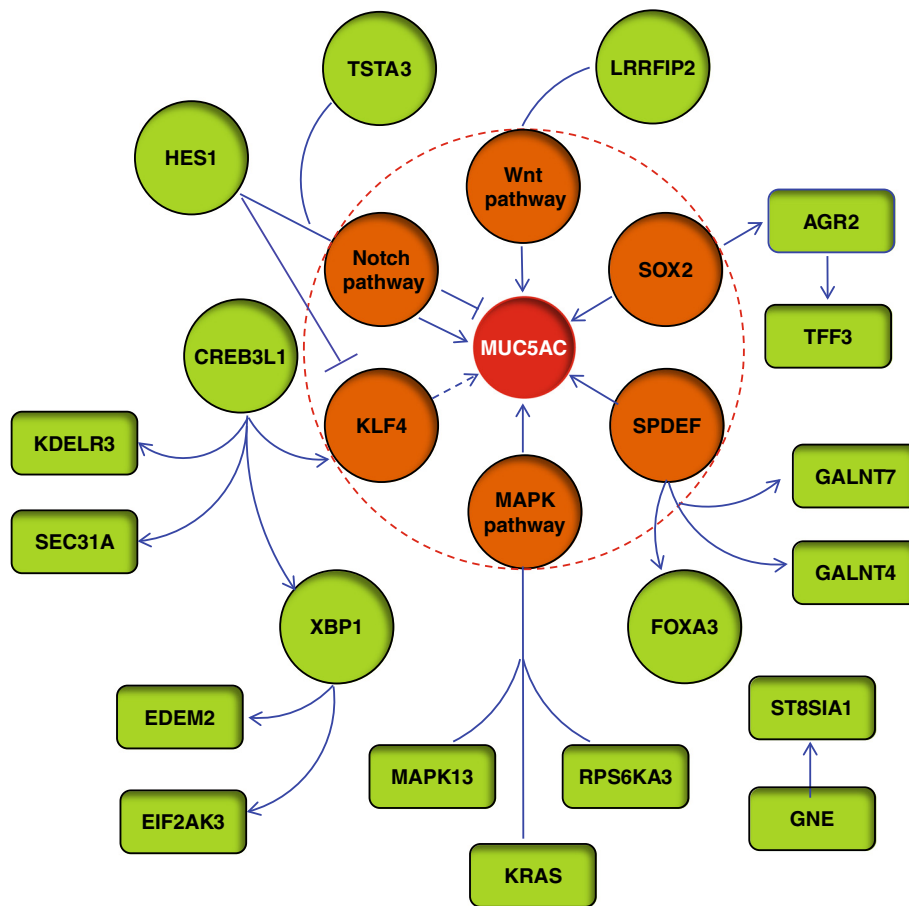 TSTA3
LRRFIP2
HES1
Wnt
pathway
AGR2
Notch
pathway
SOX2
TFF3
MUC5AC
CREB3L1
KLF4
SPDEF
KDELR3
GALNT7
MAPK
pathway
SEC31A
GALNT4
XBP1
FOXA3
EDEM2
ST8SIA1
MAPK13
RPS6KA3
EIF2AK3
GNE
KRAS